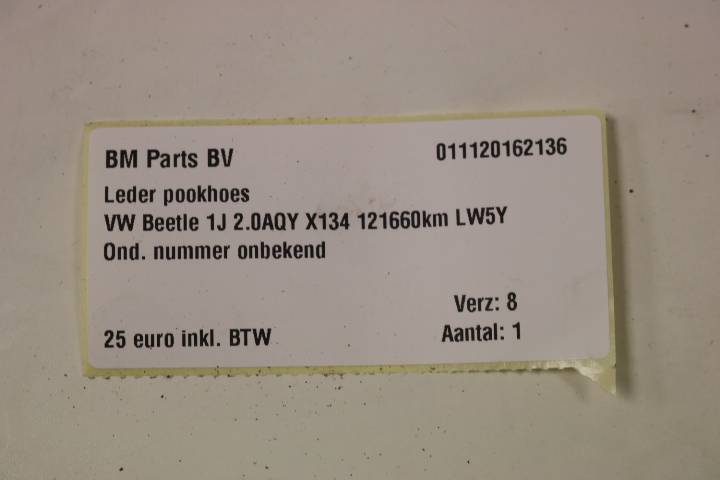 BM Parts BV 011120162136
Leder pookhoes
VW Beetle 1J 2.0AQY X134 121660km LW5Y
Ond. nummer onbekend
Verz: 8
25 euro inkl. BTW Aantal: 1